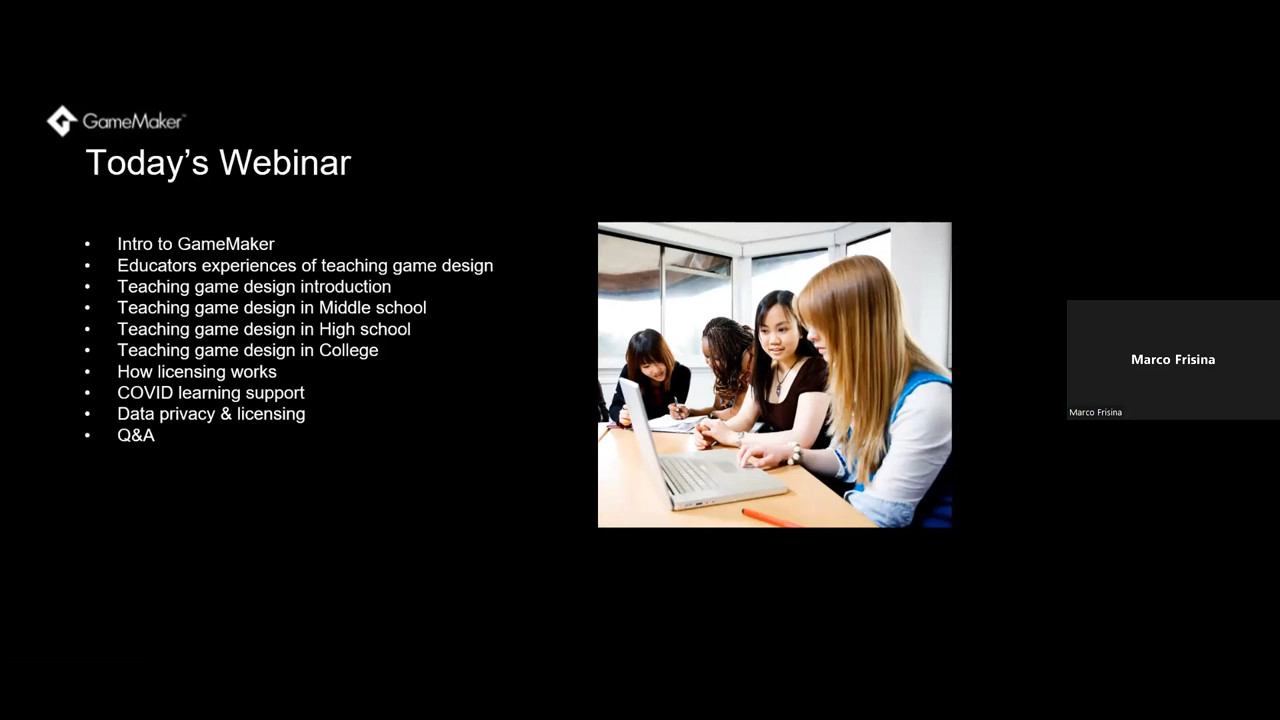 GameMaker™
Today's Webinar
• Intro to GameMaker
• Educators experiences of teaching game design
• Teaching game design introduction
• Teaching game design in Middle school
• Teaching game design in High school
• Teaching game design in College
• How licensing works
• COVID learning support
• Data privacy & licensing
• Q&A
Marco Frisina
Marco Frisina